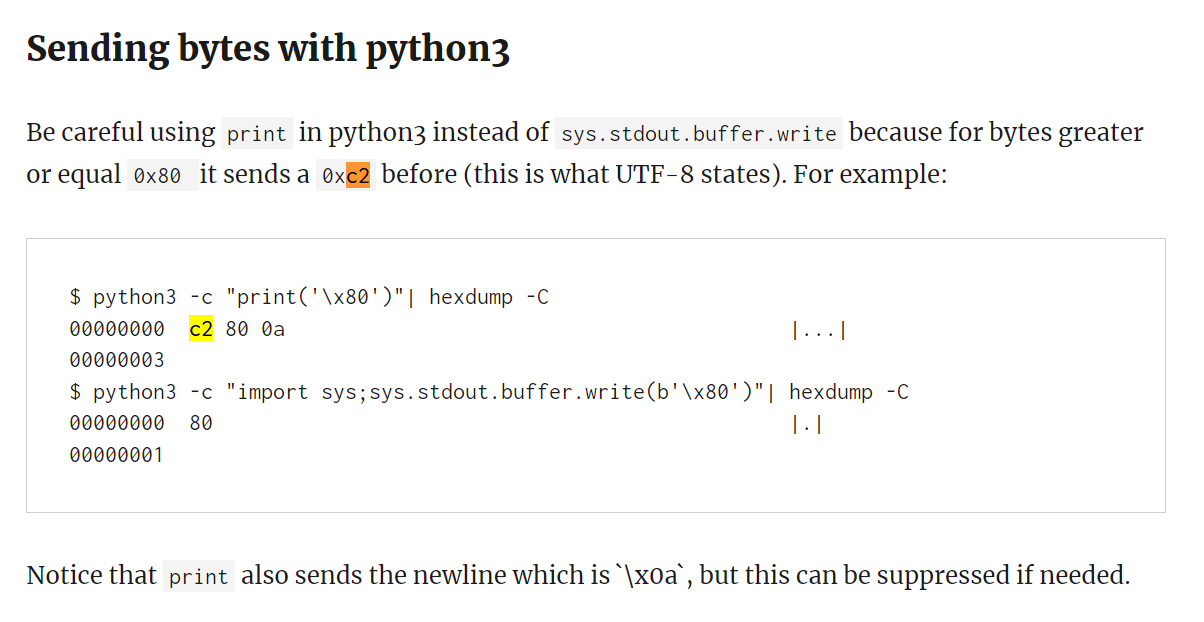 Sending bytes with python3
Be careful using print in python3 instead of sys.stdout.buffer.write because for bytes greater
or equal 0x80 it sends a 0xc2 before (this is what UTF-8 states). For example:
$ python3 -c "print('\x80')"| hexdump -C
00000000  c2 80 0a                                          |...|
00000003
$ python3 -c "import sys;sys.stdout.buffer.write(b'\x80')"| hexdump -C
00000000  80                                                |.|
00000001
Notice that print also sends the newline which is `\x0a`, but this can be suppressed if needed.